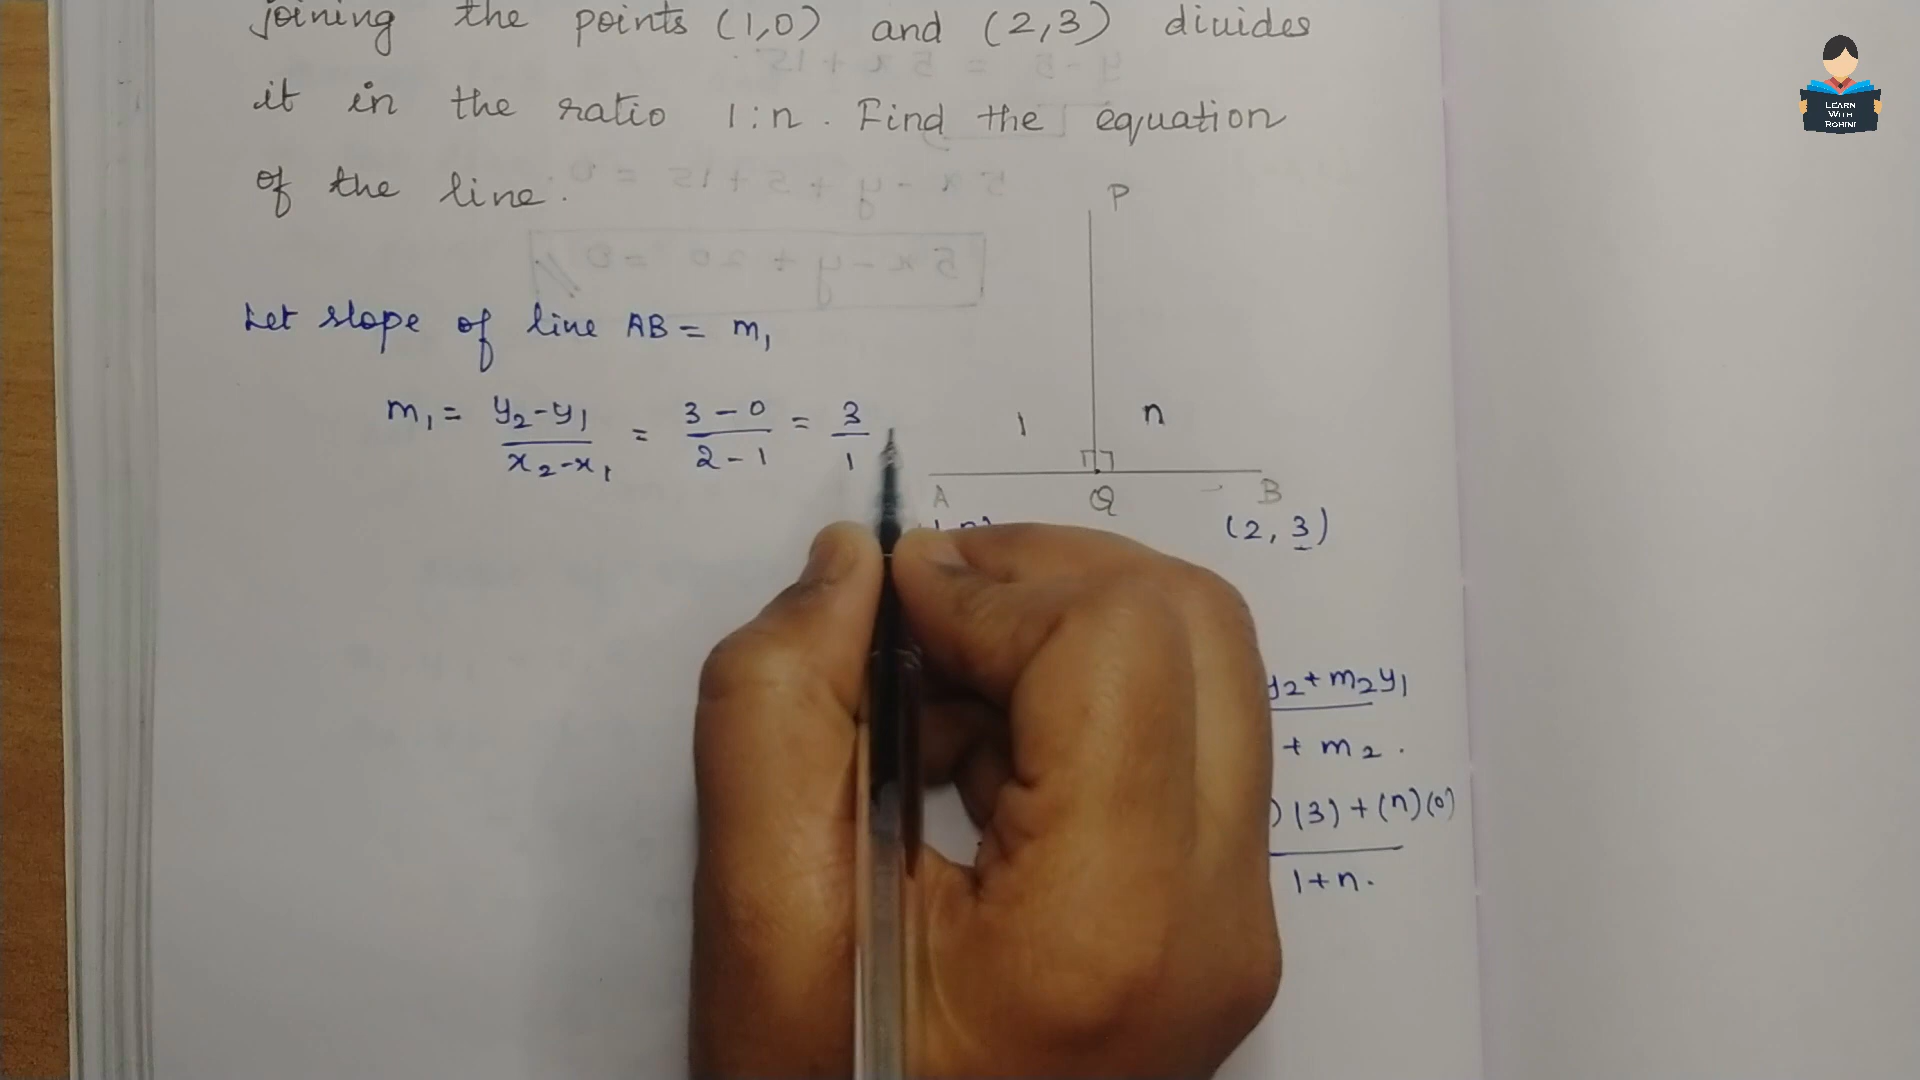 joining the points (1,0) and (2,3) divides
it in the ratio 1:n. Find the equation
of the line.
P
Let slope of line AB = m₁
m₁ = y₂-y₁ / x₂-x₁ = 3-0 / 2-1 = 3/1
1 n
A Q B
(2, 3)
y₂ + m₂y₁
+ m₂.
)(3) + (n)(0)
1+n.
LEARN
WITH
ROHINI